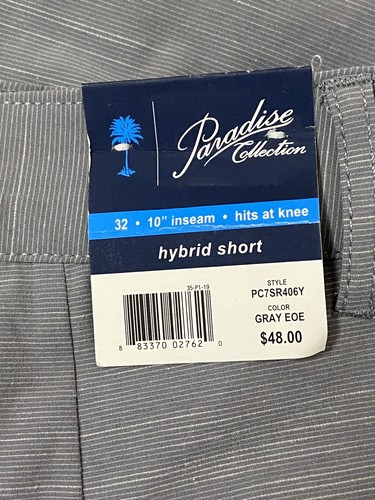 Paradise
Collection
32 • 10" inseam • hits at knee
hybrid short
35-P1-19
STYLE
PC7SR406Y
COLOR
GRAY EOE
$48.00
8 83370 02762 0